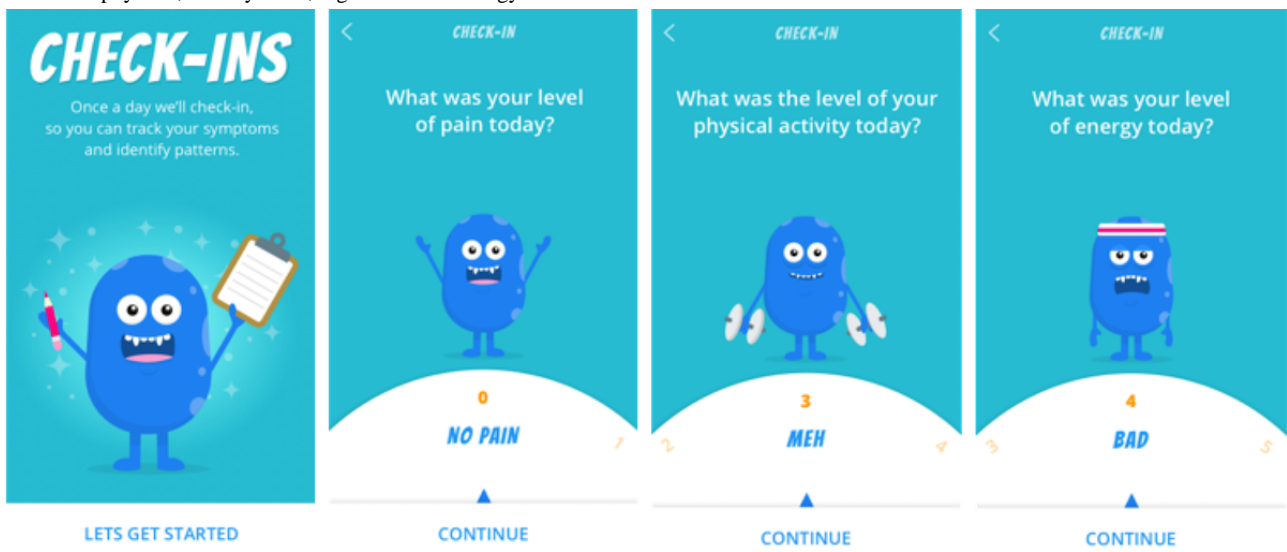 CHECK-INS
Once a day we'll check-in,
so you can track your symptoms
and identify patterns.
LETS GET STARTED
CHECK-IN
What was your level
of pain today?
0
1
NO PAIN
CONTINUE
CHECK-IN
What was the level of your
physical activity today?
3
2
4
MEH
CONTINUE
CHECK-IN
What was your level
of energy today?
4
3
5
BAD
CONTINUE